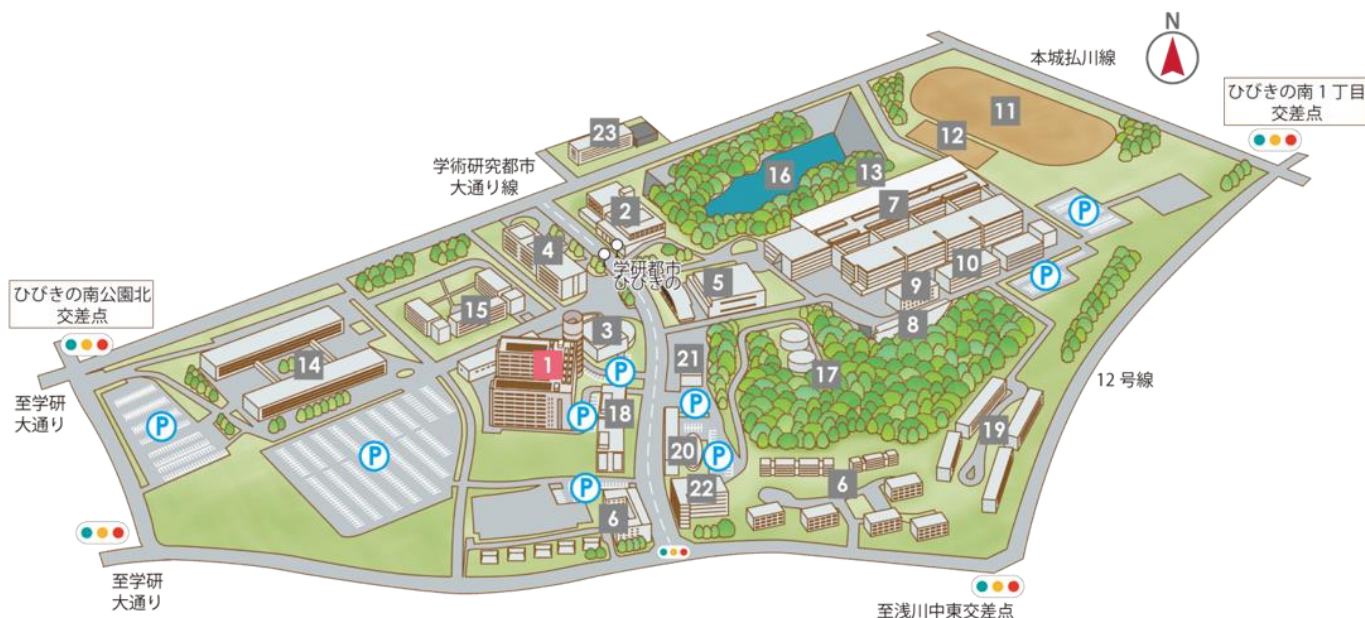 N
本城払川線
ひびきの南1丁目
交差点
11
12
23
学術研究都市
大通り線
16
13
7
2
P
4
学研都市
ひびきの
10
P
5
9
ひびきの南公園北
交差点
15
8
3
21
1
14
17
12号線
P
P
至学研
大通り
P
18
19
P
P
20
P
22
6
P
6
至学研
大通り
至浅川中東交差点